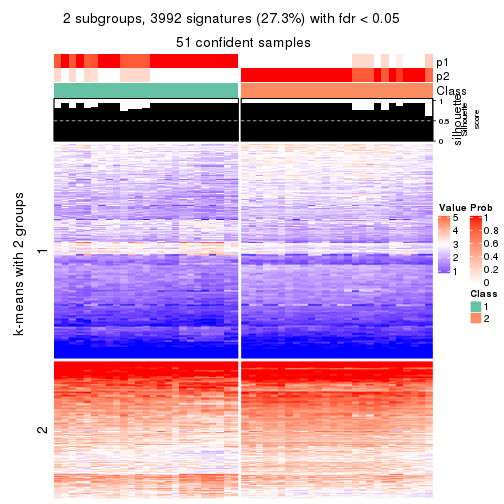 2 subgroups, 3992 signatures (27.3%) with fdr < 0.05
51 confident samples
p1
p2
Class
1
0.5
0
silhouette
Silhouette
score
k-means with 2 groups
1
2
Value
5
4
3
2
1
Prob
1
0.8
0.6
0.4
0.2
0
Class
1
2